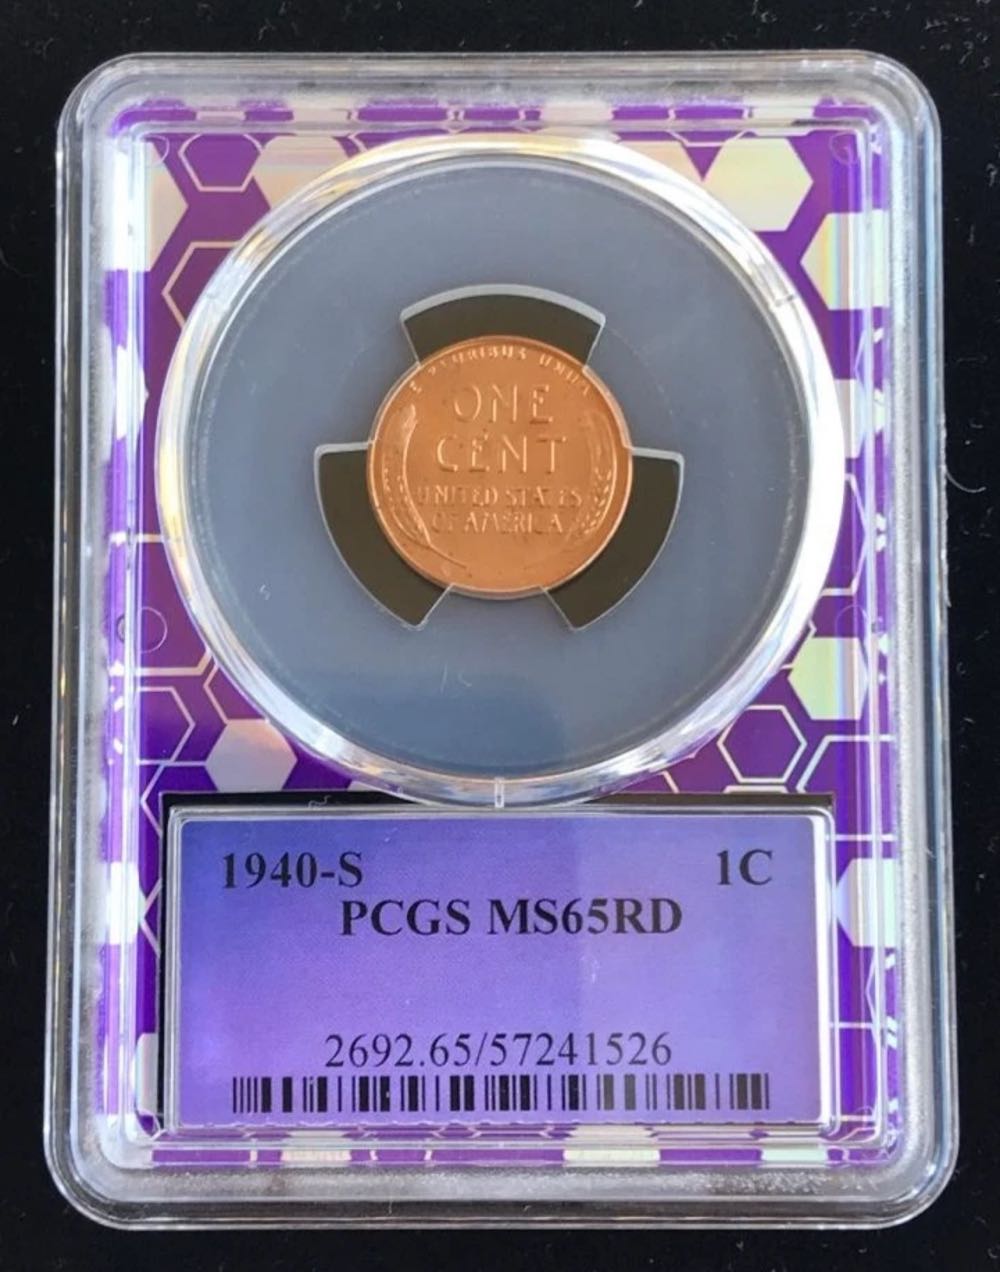 E PLURIBUS UNUM
ONE
CENT
UNITED STATES
OF AMERICA
1940-S 1C
PCGS MS65RD
2692.65/57241526